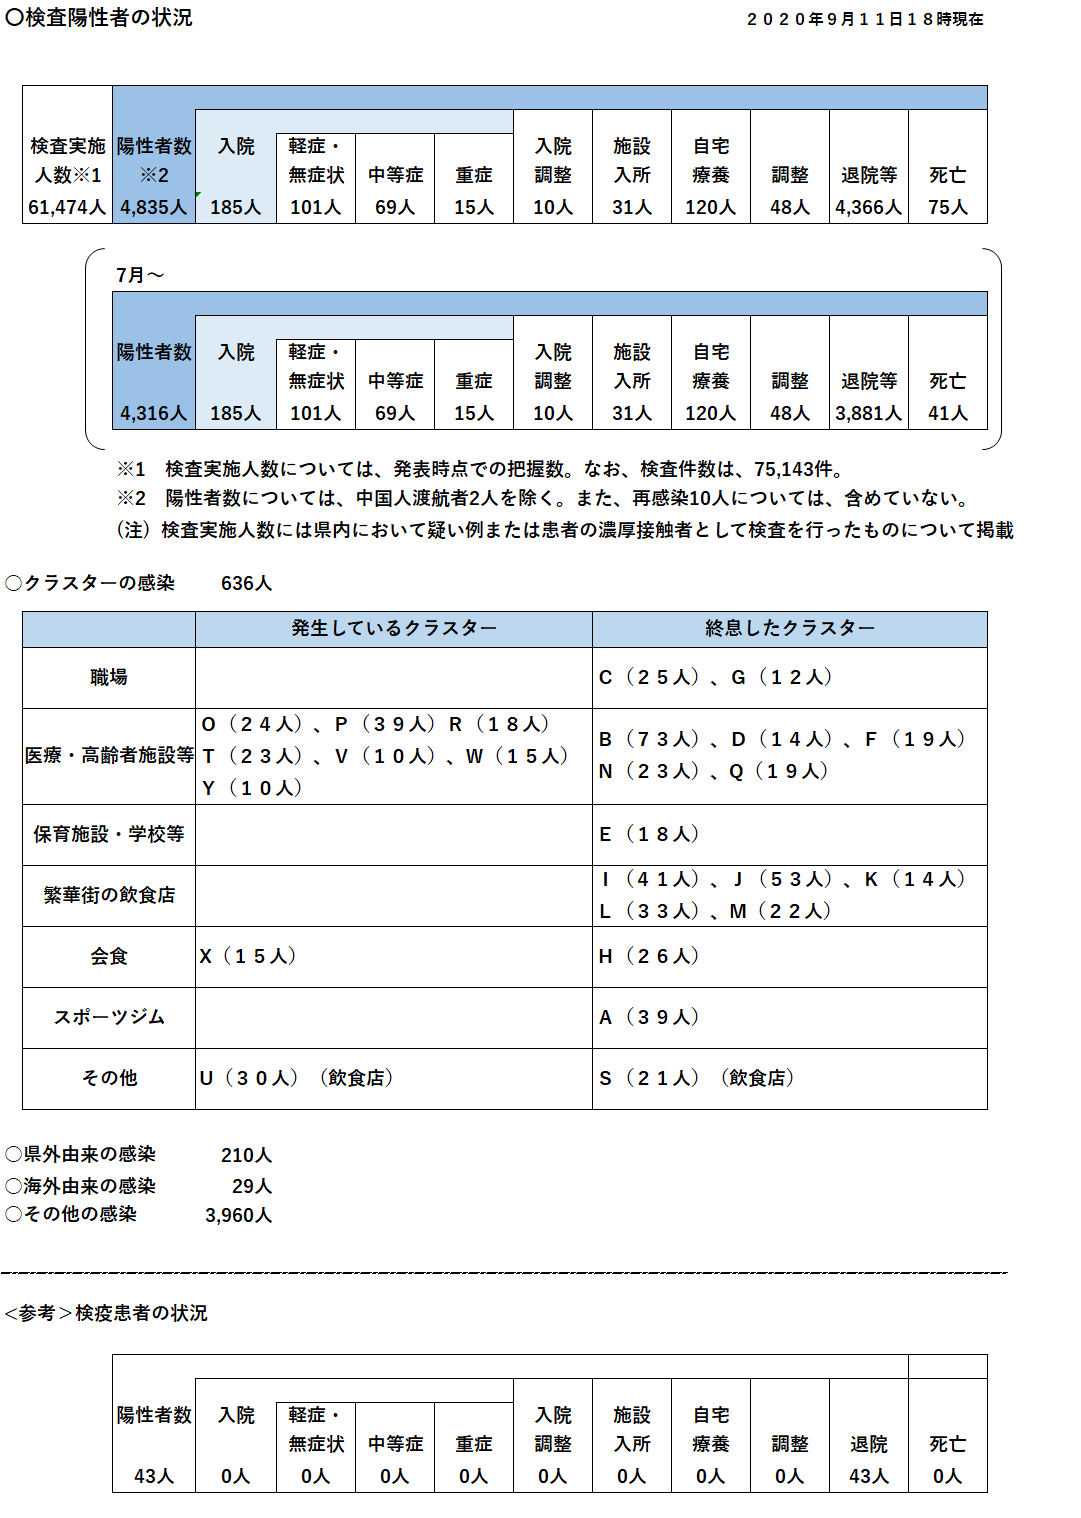 〇検査陽性者の状況
２０２０年９月１１日１８時現在
検査実施 陽性者数 入院 軽症・ 入院 施設 自宅
人数※1 ※2 無症状 中等症 重症 調整 入所 療養 調整 退院等 死亡
61,474人 4,835人 185人 101人 69人 15人 10人 31人 120人 48人 4,366人 75人
7月～
陽性者数 入院 軽症・ 入院 施設 自宅
無症状 中等症 重症 調整 入所 療養 調整 退院等 死亡
4,316人 185人 101人 69人 15人 10人 31人 120人 48人 3,881人 41人
※1　検査実施人数については、発表時点での把握数。なお、検査件数は、75,143件。
※2　陽性者数については、中国人渡航者2人を除く。また、再感染10人については、含めていない。
（注）検査実施人数には県内において疑い例または患者の濃厚接触者として検査を行ったものについて掲載
○クラスターの感染 636人
発生しているクラスター 終息したクラスター
職場 Ｃ（２５人）、Ｇ（１２人）
Ｏ（２４人）、Ｐ（３９人）Ｒ（１８人）
医療・高齢者施設等 Ｔ（２３人）、Ｖ（１０人）、Ｗ（１５人）
Ｙ（１０人）
Ｂ（７３人）、Ｄ（１４人）、Ｆ（１９人）
Ｎ（２３人）、Ｑ（１９人）
保育施設・学校等 Ｅ（１８人）
繁華街の飲食店 Ｉ（４１人）、Ｊ（５３人）、Ｋ（１４人）
Ｌ（３３人）、Ｍ（２２人）
会食 Ｘ（１５人） Ｈ（２６人）
スポーツジム Ａ（３９人）
その他 Ｕ（３０人）（飲食店） Ｓ（２１人）（飲食店）
○県外由来の感染 210人
○海外由来の感染 29人
○その他の感染 3,960人
＜参考＞検疫患者の状況
陽性者数 入院 軽症・ 入院 施設 自宅
無症状 中等症 重症 調整 入所 療養 調整 退院 死亡
43人 0人 0人 0人 0人 0人 0人 0人 0人 43人 0人